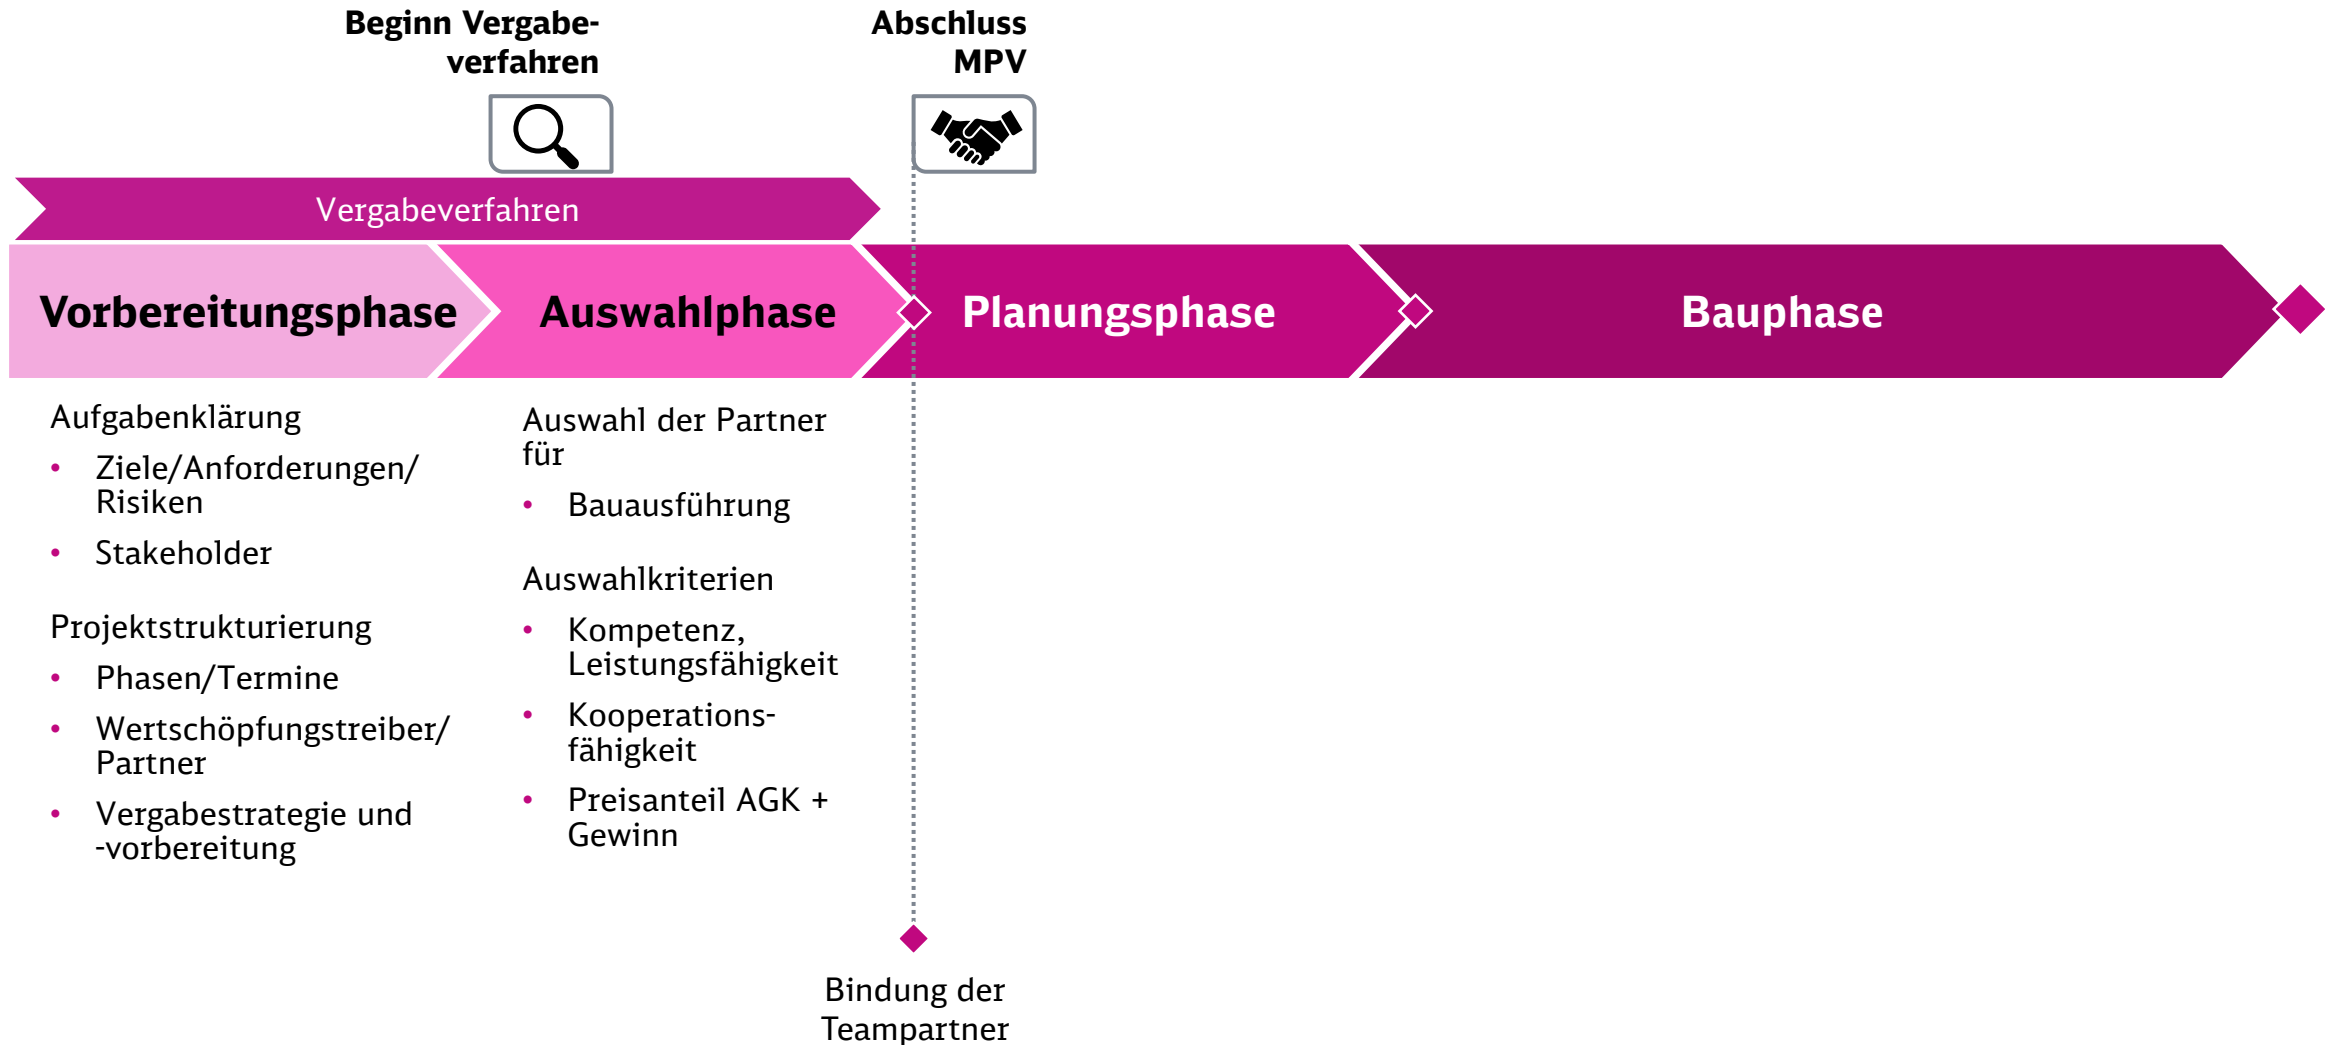 Beginn Vergabe-
verfahren
Abschluss
MPV
Vergabeverfahren
Vorbereitungsphase
Auswahlphase
Planungsphase
Bauphase
Aufgabenklärung
• Ziele/Anforderungen/
Risiken
• Stakeholder
Projektstrukturierung
• Phasen/Termine
• Wertschöpfungstreiber/
Partner
• Vergabestrategie und
-vorbereitung
Auswahl der Partner
für
• Bauausführung
Auswahlkriterien
• Kompetenz,
Leistungsfähigkeit
• Kooperations-
fähigkeit
• Preisanteil AGK +
Gewinn
Bindung der
Teampartner